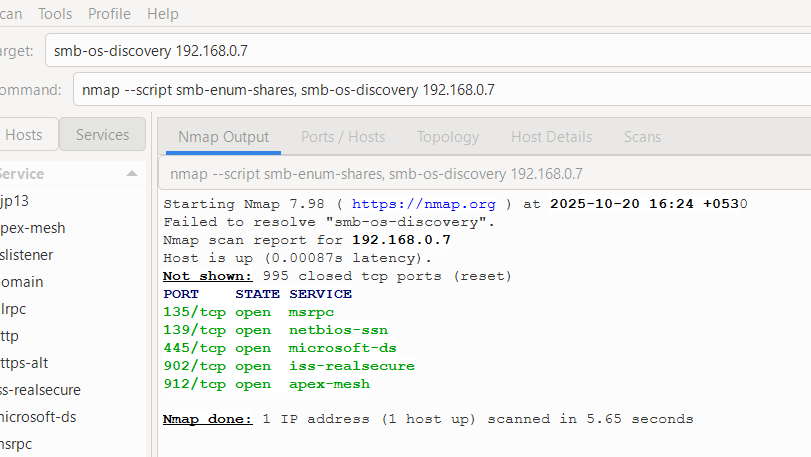 can Tools Profile Help
arget: smb-os-discovery 192.168.0.7
ommand: nmap --script smb-enum-shares, smb-os-discovery 192.168.0.7
Hosts Services
Nmap Output Ports / Hosts Topology Host Details Scans
ervice
jp13
pex-mesh
slistener
omain
lrpc
ttp
ttps-alt
ss-realsecure
nicrosoft-ds
nsrpc
nmap --script smb-enum-shares, smb-os-discovery 192.168.0.7
Starting Nmap 7.98 ( https://nmap.org ) at 2025-10-20 16:24 +0530
Failed to resolve "smb-os-discovery".
Nmap scan report for 192.168.0.7
Host is up (0.00087s latency).
Not shown: 995 closed tcp ports (reset)
PORT STATE SERVICE
135/tcp open msrpc
139/tcp open netbios-ssn
445/tcp open microsoft-ds
902/tcp open iss-realsecure
912/tcp open apex-mesh
Nmap done: 1 IP address (1 host up) scanned in 5.65 seconds